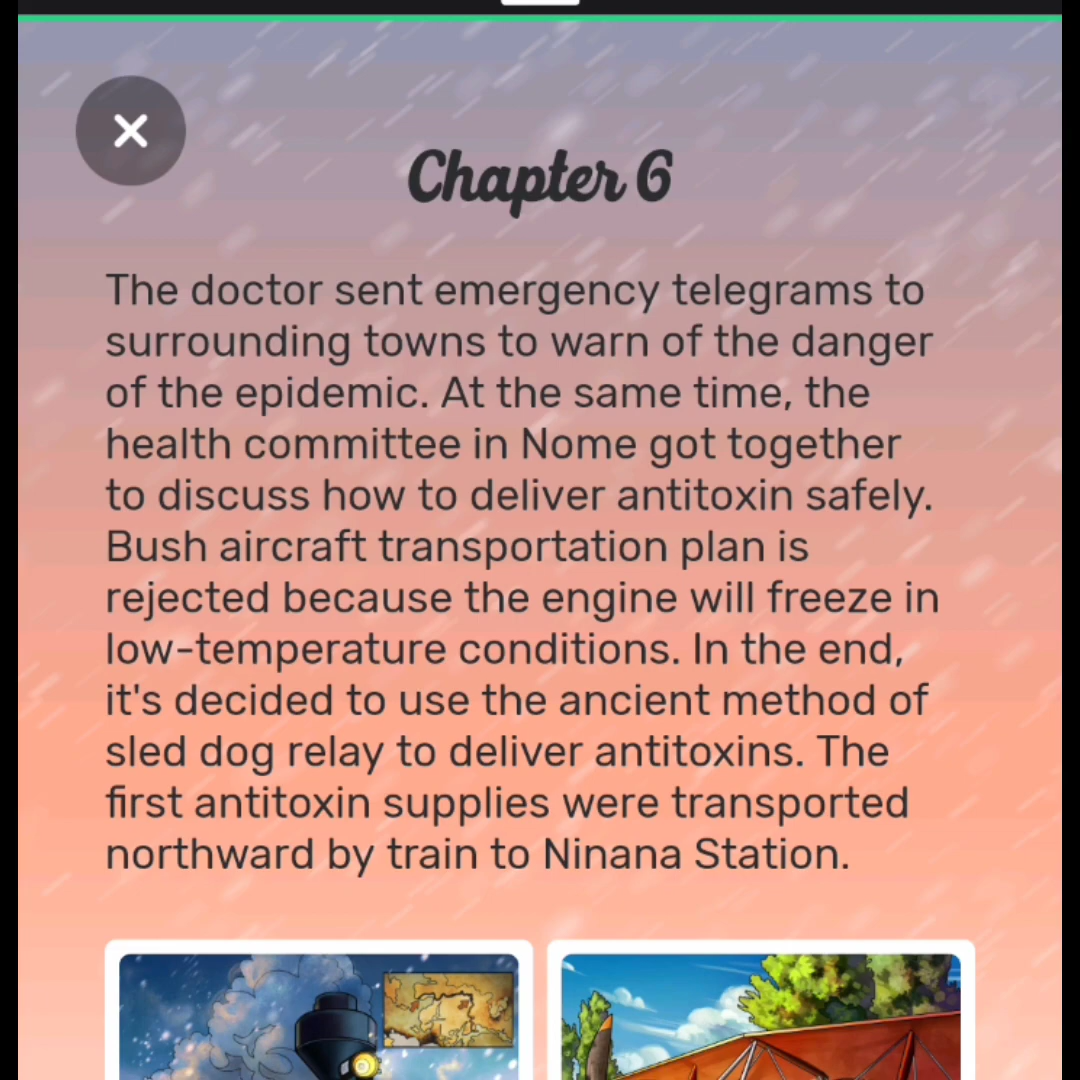 Chapter 6
The doctor sent emergency telegrams to
surrounding towns to warn of the danger
of the epidemic. At the same time, the
health committee in Nome got together
to discuss how to deliver antitoxin safely.
Bush aircraft transportation plan is
rejected because the engine will freeze in
low-temperature conditions. In the end,
it's decided to use the ancient method of
sled dog relay to deliver antitoxins. The
first antitoxin supplies were transported
northward by train to Ninana Station.